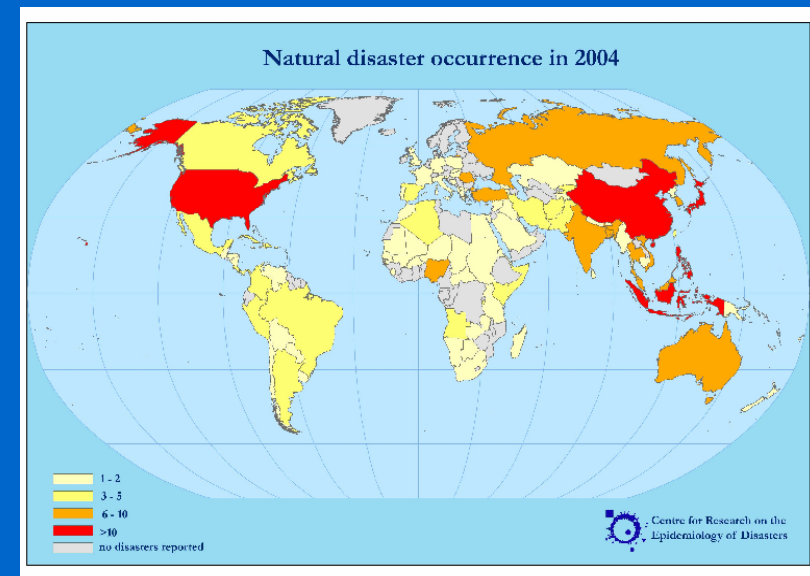 Natural disaster occurrence in 2004
1 - 2
3 - 5
6 - 10
>10
no disasters reported
Centre for Research on the
Epidemiology of Disasters